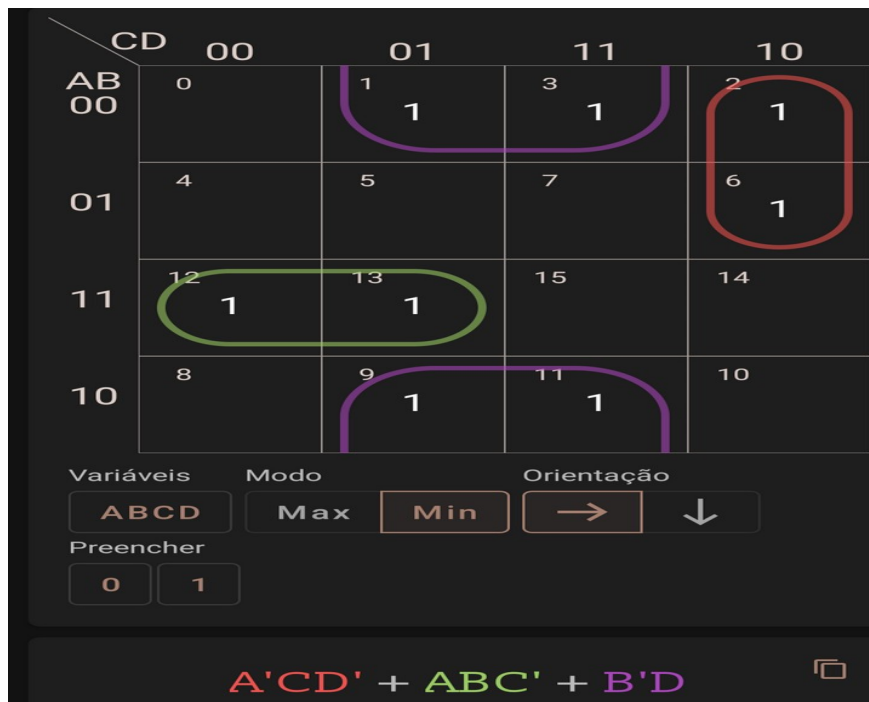 CD 00 01 11 10
AB
00 0 1 1 3 1 2 1
01 4 5 7 6 1
11 12 1 13 1 15 14
10 8 9 1 11 1 10
Variáveis Modo Orientação
ABCD Max Min → ↓
Preencher
0 1
A'CD' + ABC' + B'D